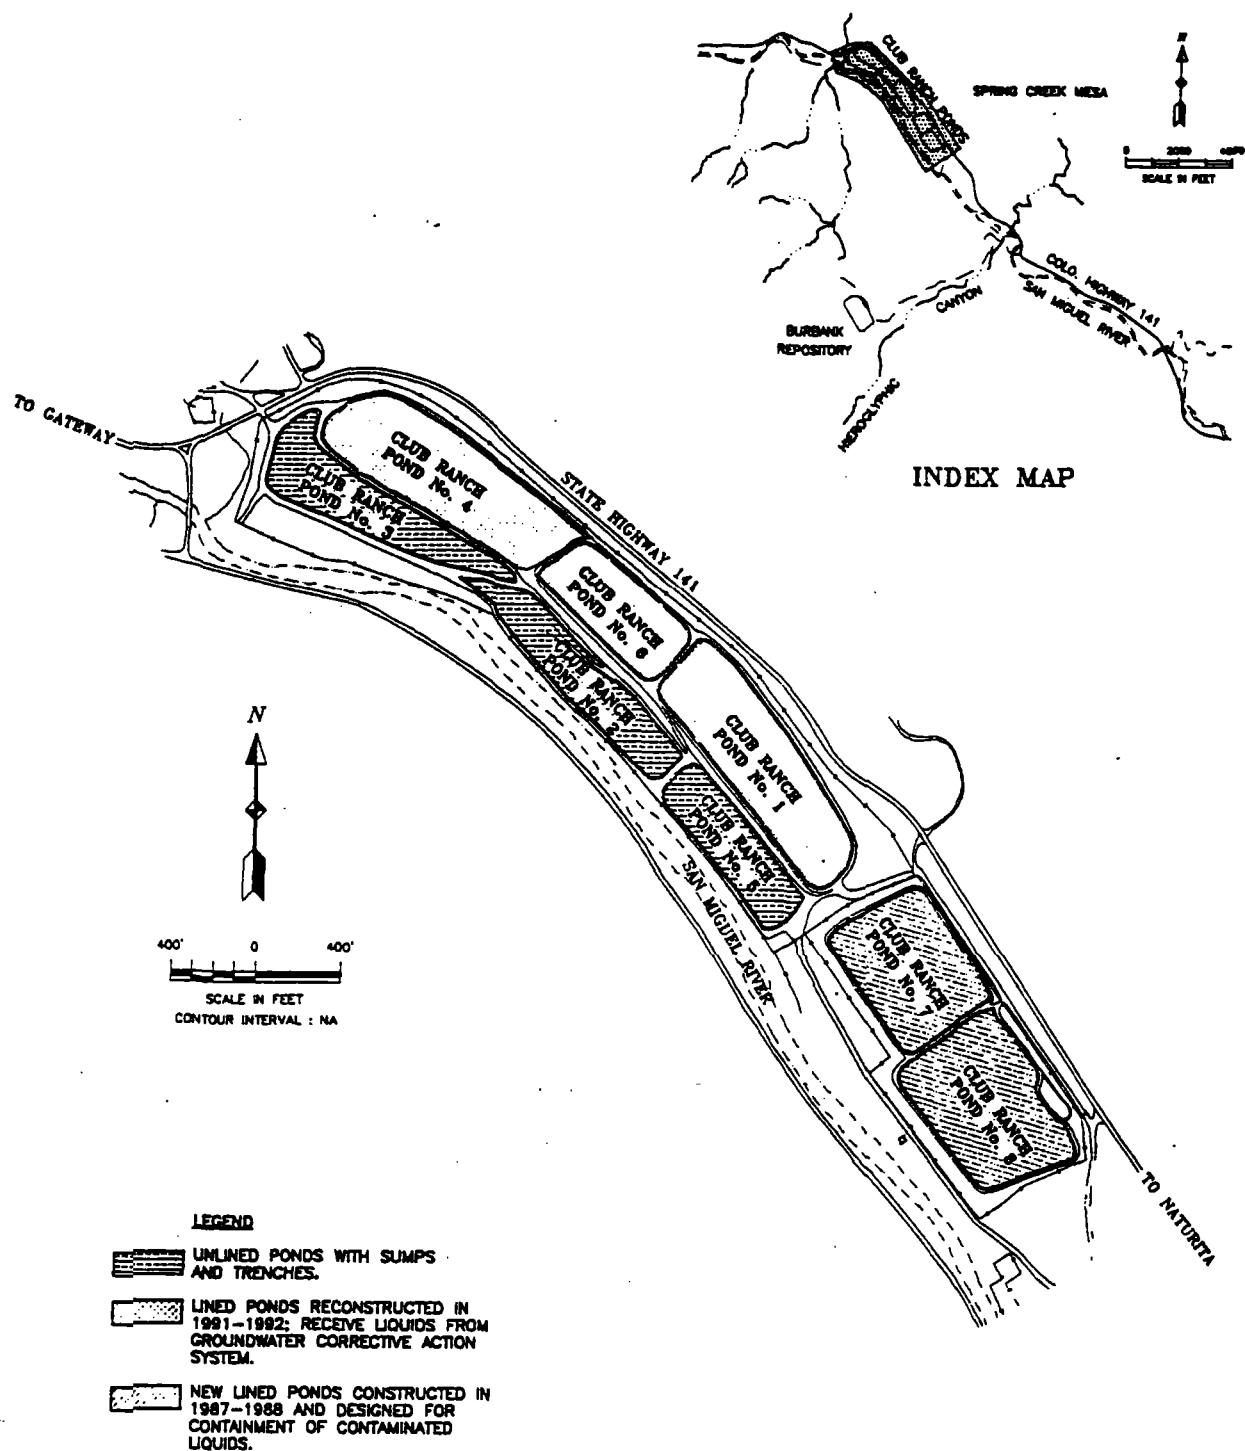 N
CLUB RANCH PONDS
SPRING CREEK MESA
0 2000 4000
SCALE IN FEET
COLO. HIGHWAY 141
SAN MIGUEL RIVER
CANYON
HIEROGLYPHIC
BURBANK
REPOSITORY
INDEX MAP
TO GATEWAY
STATE HIGHWAY 141
CLUB RANCH
POND No. 4
CLUB RANCH
POND No. 3
CLUB RANCH
POND No. 6
CLUB RANCH
POND No. 2
CLUB RANCH
POND No. 1
CLUB RANCH
POND No. 5
SAN MIGUEL RIVER
CLUB RANCH
POND No. 7
CLUB RANCH
POND No. 8
TO NATURITA
N
400' 0 400'
SCALE IN FEET
CONTOUR INTERVAL : NA
LEGEND
UNLINED PONDS WITH SUMPS
AND TRENCHES.
LINED PONDS RECONSTRUCTED IN
1991-1992; RECEIVE LIQUIDS FROM
GROUNDWATER CORRECTIVE ACTION
SYSTEM.
NEW LINED PONDS CONSTRUCTED IN
1987-1988 AND DESIGNED FOR
CONTAINMENT OF CONTAMINATED
LIQUIDS.